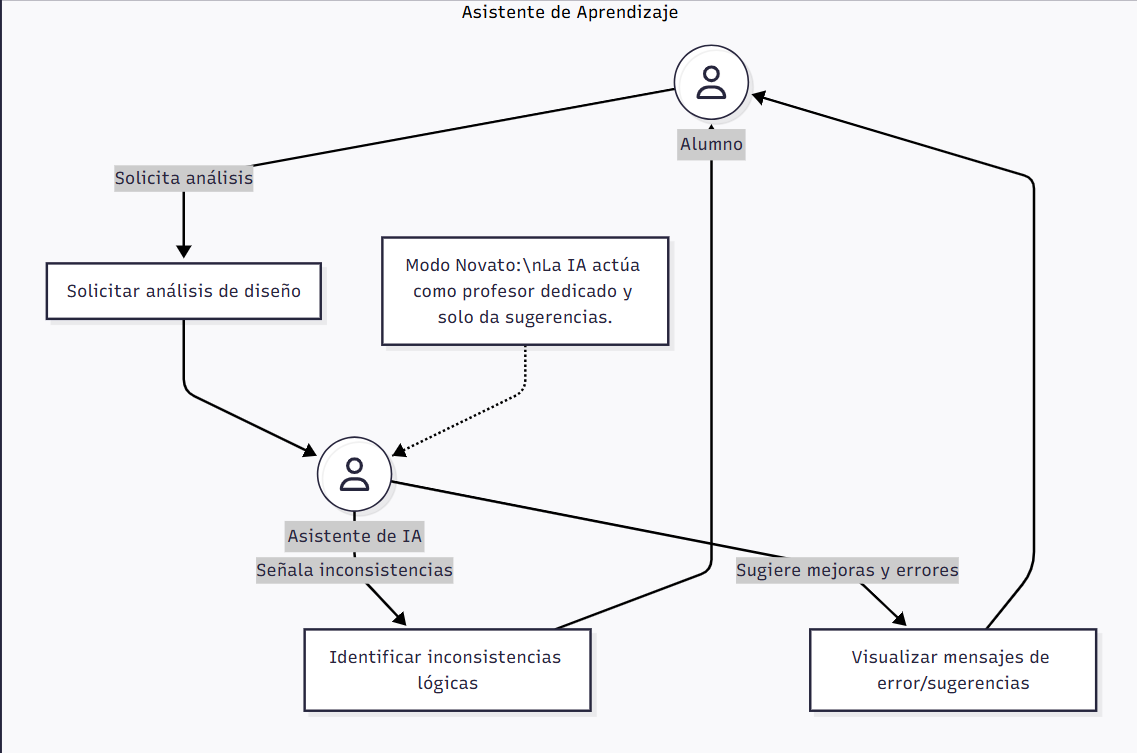 Asistente de Aprendizaje
Alumno
Solicita análisis
Solicitar análisis de diseño
Modo Novato:\nLa IA actúa
como profesor dedicado y
solo da sugerencias.
Asistente de IA
Señala inconsistencias
Sugiere mejoras y errores
Identificar inconsistencias
lógicas
Visualizar mensajes de
error/sugerencias